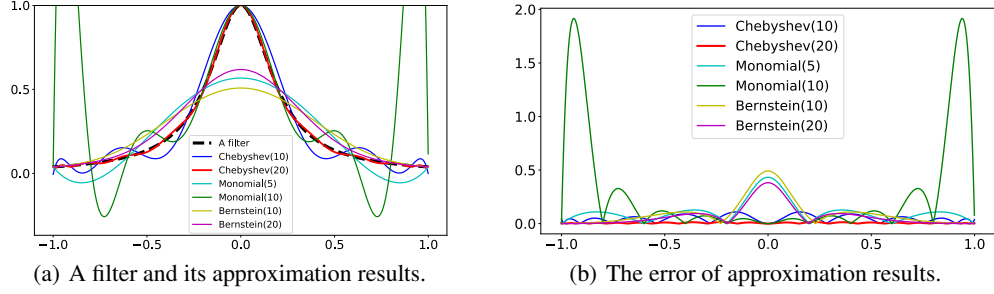 1.0
0.5
0.0
−1.0 −0.5 0.0 0.5 1.0
A filter
Chebyshev(10)
Chebyshev(20)
Monomial(5)
Monomial(10)
Bernstein(10)
Bernstein(20)
(a) A filter and its approximation results.
2.0
1.5
1.0
0.5
0.0
−1.0 −0.5 0.0 0.5 1.0
Chebyshev(10)
Chebyshev(20)
Monomial(5)
Monomial(10)
Bernstein(10)
Bernstein(20)
(b) The error of approximation results.